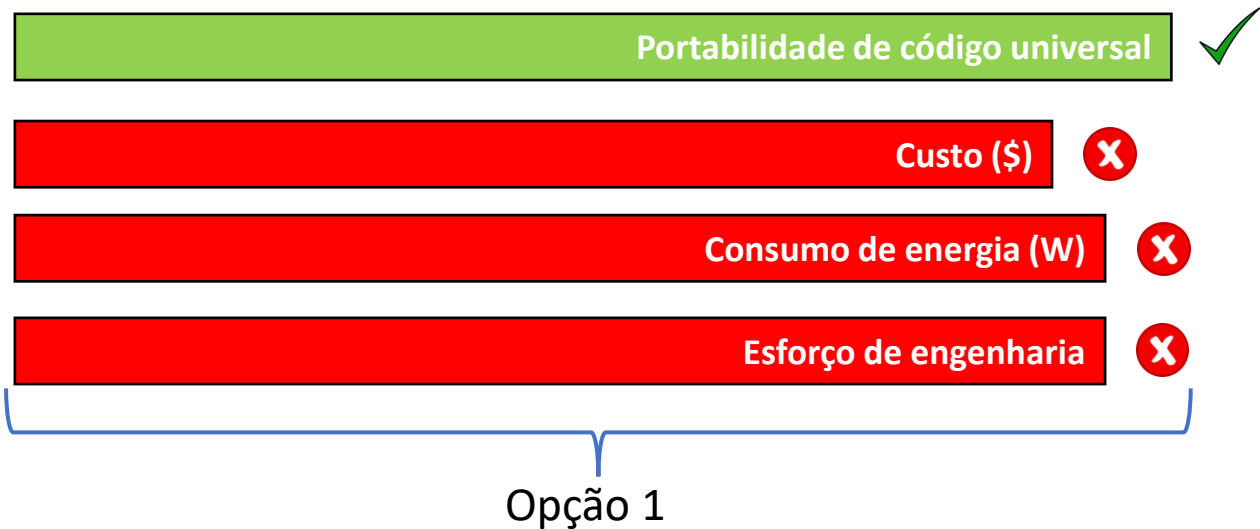 Portabilidade de código universal
Custo ($)
Consumo de energia (W)
Esforço de engenharia
Opção 1